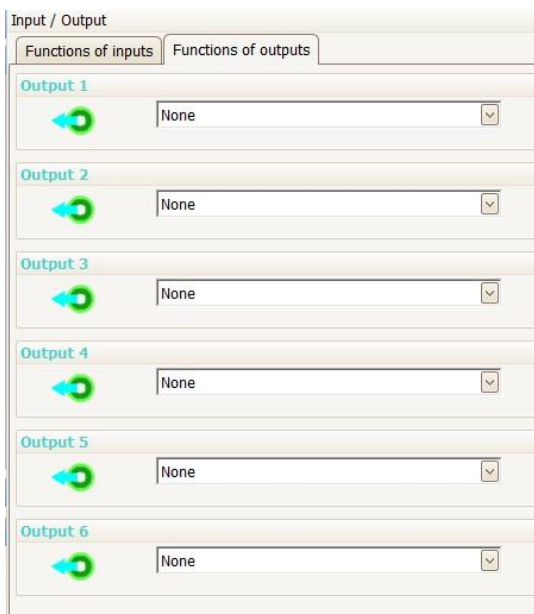 Input / Output
Functions of inputs Functions of outputs
Output 1
None
Output 2
None
Output 3
None
Output 4
None
Output 5
None
Output 6
None